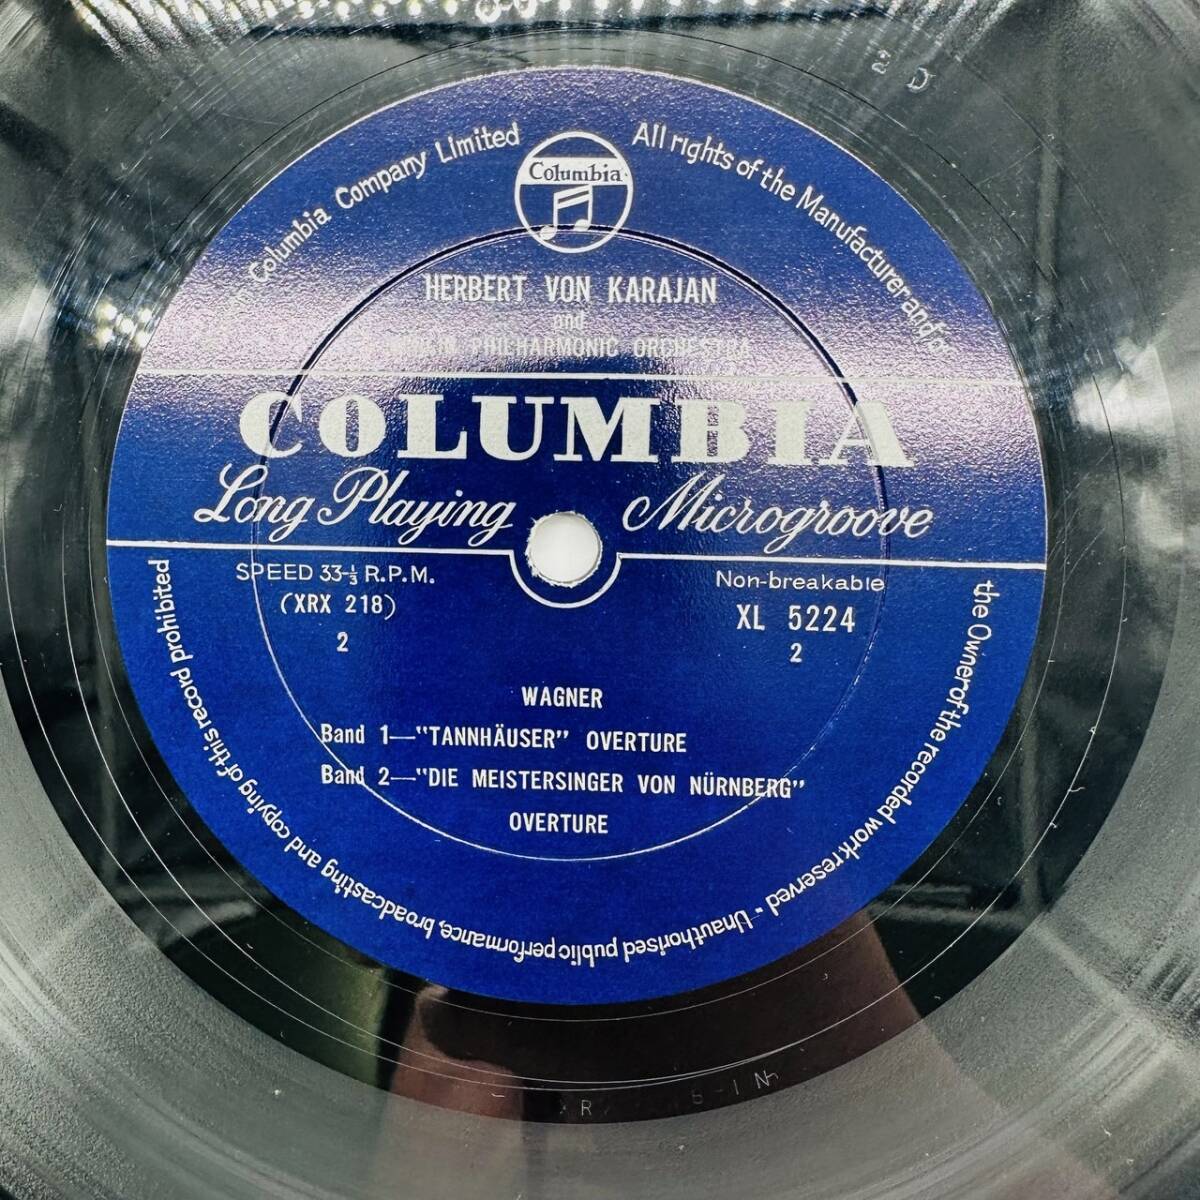 Columbia Company Limited
All rights of the Manufacturer and of
the Owner of the recorded work reserved - Unauthorised public performance, broadcasting and copying of this record prohibited
Columbia
HERBERT VON KARAJAN
and
PHILHARMONIC ORCHESTRA
COLUMBIA
Long Playing Microgroove
SPEED 33-1/3 R.P.M.
(XRX 218)
2
Non-breakable
XL 5224
2
WAGNER
Band 1—"TANNHÄUSER" OVERTURE
Band 2—"DIE MEISTERSINGER VON NÜRNBERG"
OVERTURE